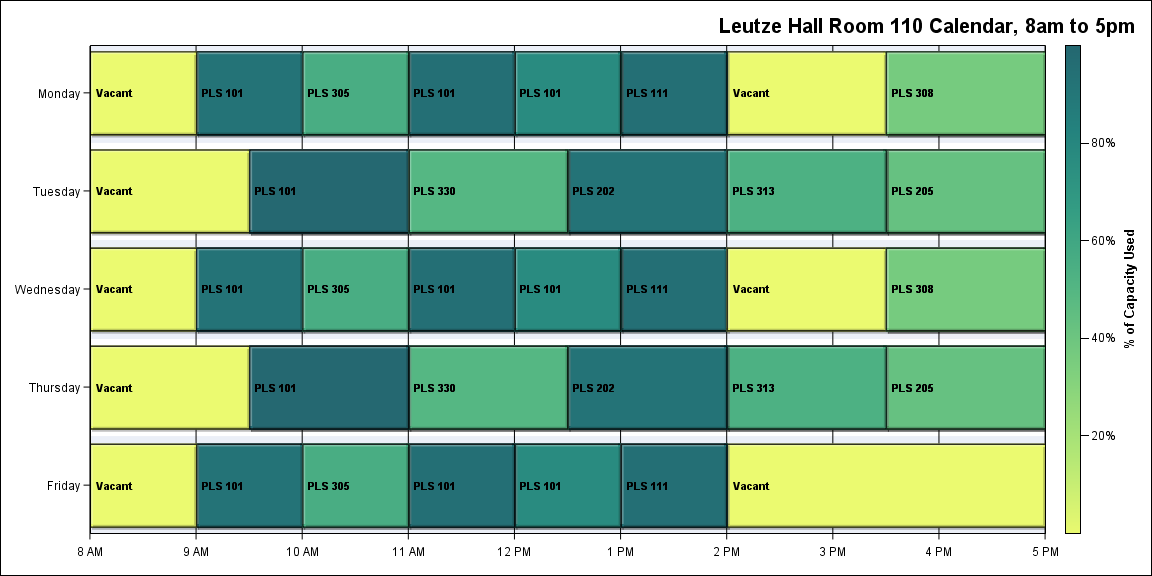 Leutze Hall Room 110 Calendar, 8am to 5pm
Monday Vacant PLS 101 PLS 305 PLS 101 PLS 101 PLS 111 Vacant PLS 308
80%
Tuesday Vacant PLS 101 PLS 330 PLS 202 PLS 313 PLS 205
60%
Wednesday Vacant PLS 101 PLS 305 PLS 101 PLS 101 PLS 111 Vacant PLS 308
% of Capacity Used
40%
Thursday Vacant PLS 101 PLS 330 PLS 202 PLS 313 PLS 205
20%
Friday Vacant PLS 101 PLS 305 PLS 101 PLS 101 PLS 111 Vacant
8 AM 9 AM 10 AM 11 AM 12 PM 1 PM 2 PM 3 PM 4 PM 5 PM